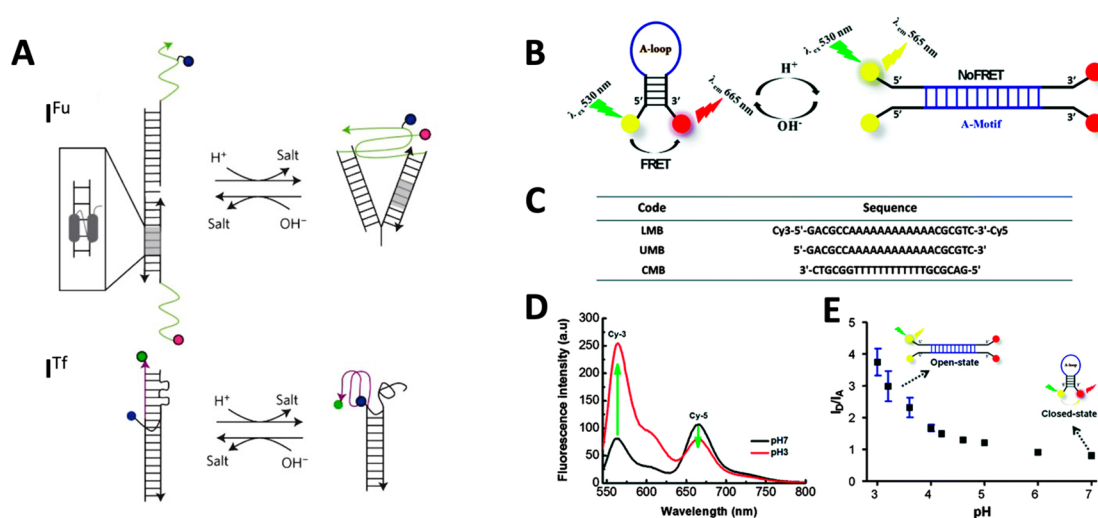 A
I^Fu
H⁺
Salt
Salt
OH⁻
I^Tf
H⁺
Salt
Salt
OH⁻
B
A-loop
λex 530 nm
5′
3′
λem 665 nm
FRET
H⁺
OH⁻
λex 530 nm
λem 565 nm
5′
NoFRET
3′
5′
A-Motif
3′
C
Code Sequence
LMB Cy3-5'-GACGCCAAAAAAAAAAAACGCGTC-3'-Cy5
UMB 5'-GACGCCAAAAAAAAAAAACGCGTC-3'
CMB 3'-CTGCGGTTTTTTTTTTTTGCGCAG-5'
D
Fluorescence Intensity (a.u)
300
250
200
150
100
50
0
Cy-3
Cy-5
pH7
pH3
550 600 650 700 750 800
Wavelength (nm)
E
I_D/I_A
5
4
3
2
1
0
A-loop
Open-state
Closed-state
3 4 5 6 7
pH